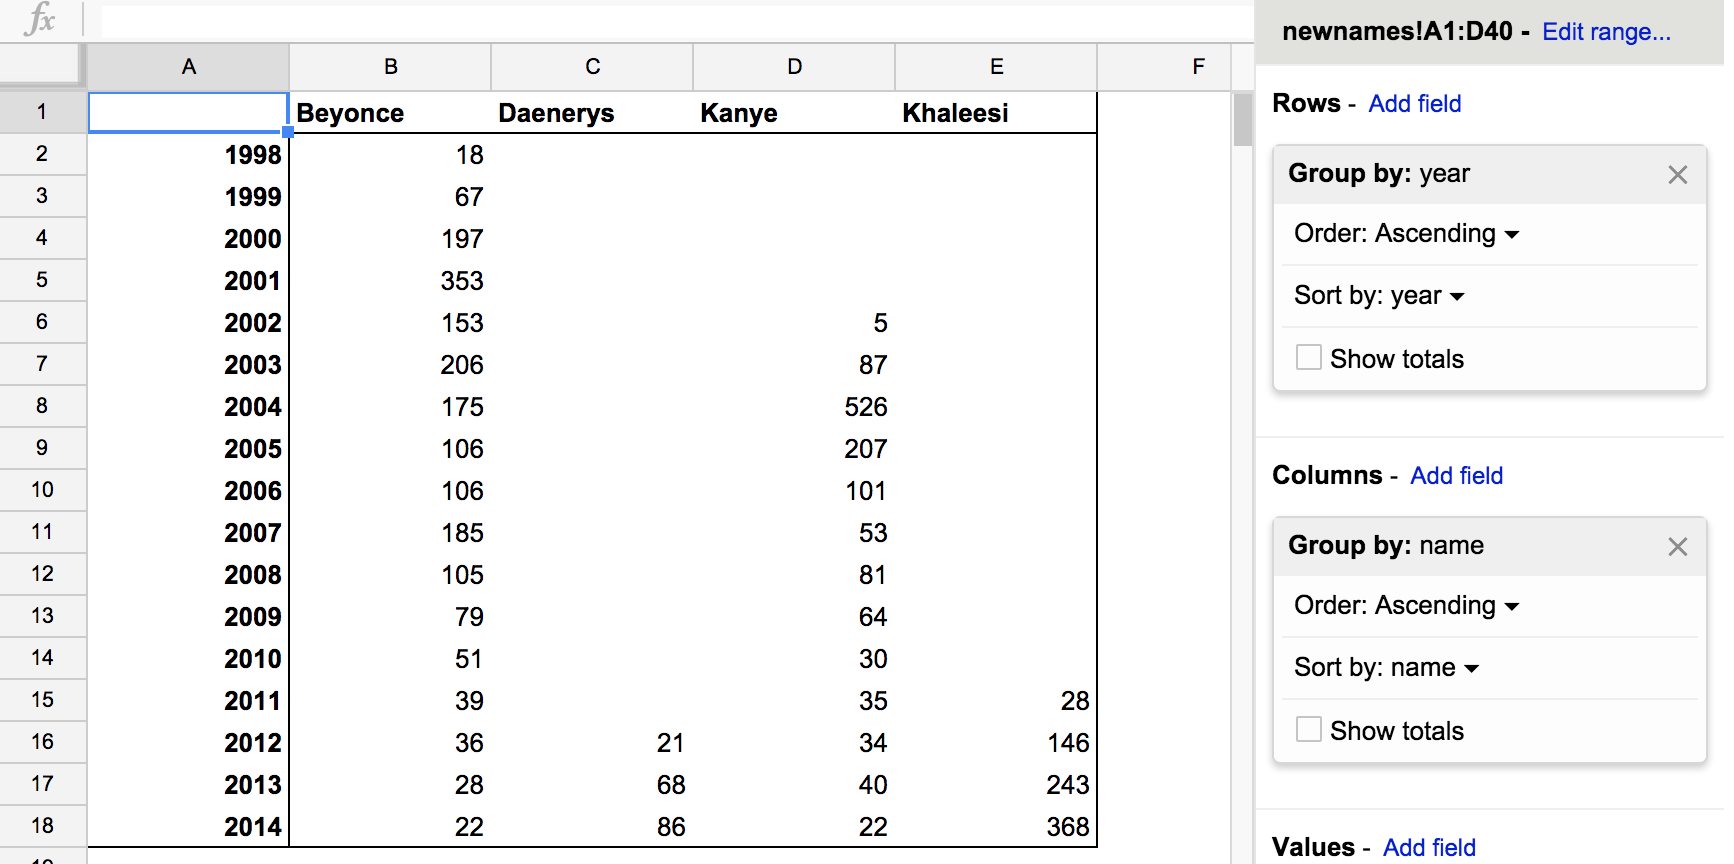 fx
newnames!A1:D40 - Edit range...
A B C D E F
1 Beyonce Daenerys Kanye Khaleesi
2 1998 18
3 1999 67
4 2000 197
5 2001 353
6 2002 153 5
7 2003 206 87
8 2004 175 526
9 2005 106 207
10 2006 106 101
11 2007 185 53
12 2008 105 81
13 2009 79 64
14 2010 51 30
15 2011 39 35 28
16 2012 36 21 34 146
17 2013 28 68 40 243
18 2014 22 86 22 368
Rows - Add field
Group by: year
Order: Ascending
Sort by: year
Show totals
Columns - Add field
Group by: name
Order: Ascending
Sort by: name
Show totals
Values - Add field